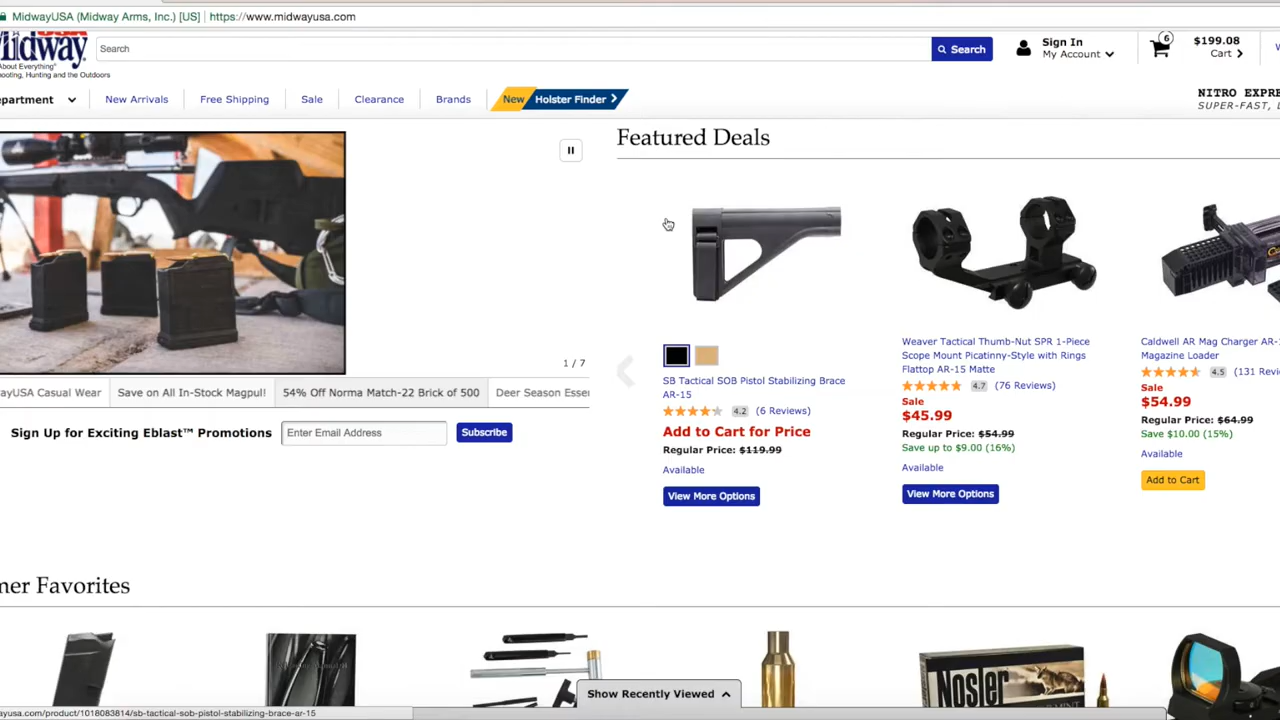 MidwayUSA (Midway Arms, Inc.) [US] https://www.midwayusa.com
Midway
About Everything
ooting, Hunting and the Outdoors
Search
Search
Sign In
My Account
6
$199.08
Cart
W
epartment
New Arrivals
Free Shipping
Sale
Clearance
Brands
New
Holster Finder
NITRO EXPRE
SUPER-FAST,
Featured Deals
1 / 7
ayUSA Casual Wear
Save on All In-Stock Magpul!
54% Off Norma Match-22 Brick of 500
Deer Season Esse
Sign Up for Exciting Eblast™ Promotions
Enter Email Address
Subscribe
SB Tactical SOB Pistol Stabilizing Brace
AR-15
4.2
(6 Reviews)
Add to Cart for Price
Regular Price: $119.99
Available
View More Options
Weaver Tactical Thumb-Nut SPR 1-Piece
Scope Mount Picatinny-Style with Rings
Flattop AR-15 Matte
4.7
(76 Reviews)
Sale
$45.99
Regular Price: $54.99
Save up to $9.00 (16%)
Available
View More Options
Caldwell AR Mag Charger AR-1
Magazine Loader
4.5
(131 Revie
Sale
$54.99
Regular Price: $64.99
Save $10.00 (15%)
Available
Add to Cart
mer Favorites
Nosler
Show Recently Viewed
ayusa.com/product/1018083814/sb-tactical-sob-pistol-stabilizing-brace-ar-15